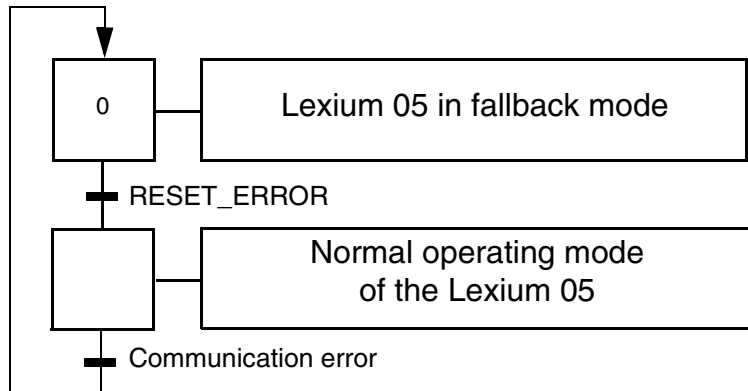 0
Lexium 05 in fallback mode
RESET_ERROR
Normal operating mode
of the Lexium 05
Communication error